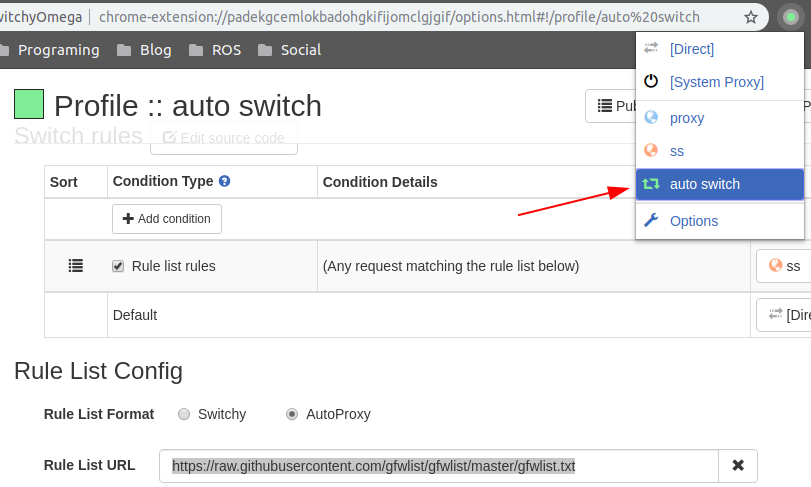 witchyOmega chrome-extension://padekgcemlokbadohgkifijomclgjgif/options.html#!/profile/auto%20switch
Programing Blog ROS Social
[Direct]
[System Proxy]
proxy
ss
auto switch
Options
Profile :: auto switch
Switch rules Edit source code
Sort Condition Type Condition Details
Add condition
Rule list rules (Any request matching the rule list below) ss
Default [Dire
Rule List Config
Rule List Format Switchy AutoProxy
Rule List URL https://raw.githubusercontent.com/gfwlist/gfwlist/master/gfwlist.txt